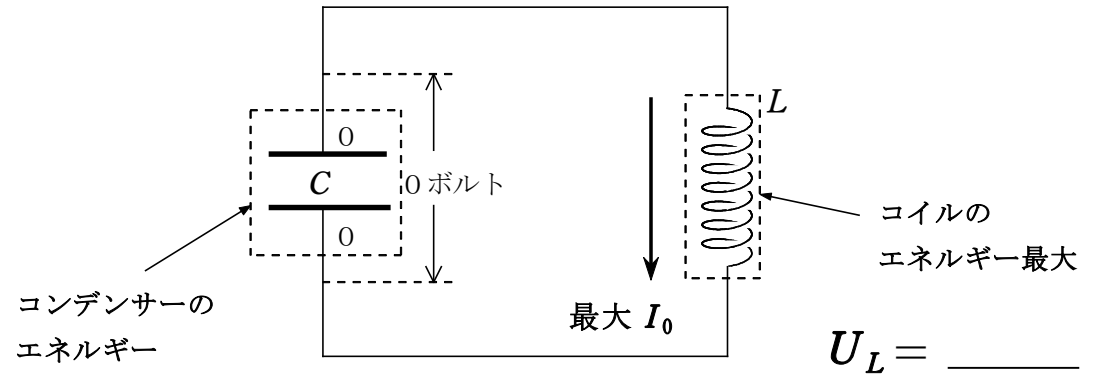 L
0
C
0 ボルト
0
コイルの
エネルギー最大
コンデンサーの
エネルギー
最大 I₀
U_L = ______